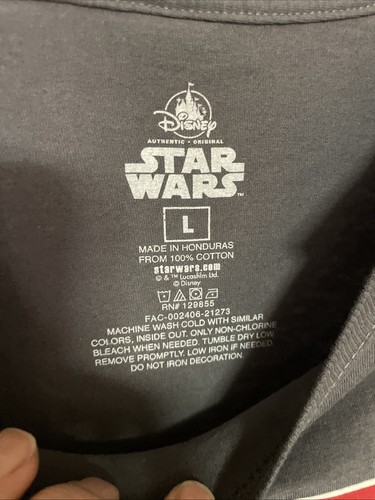 Disney
AUTHENTIC • ORIGINAL
STAR
WARS™
L
MADE IN HONDURAS
FROM 100% COTTON
starwars.com
© & ™ Lucasfilm Ltd.
© Disney
RN# 129855
FAC-002406-21273
MACHINE WASH COLD WITH SIMILAR
COLORS, INSIDE OUT. ONLY NON-CHLORINE
BLEACH WHEN NEEDED. TUMBLE DRY LOW.
REMOVE PROMPTLY. LOW IRON IF NEEDED.
DO NOT IRON DECORATION.